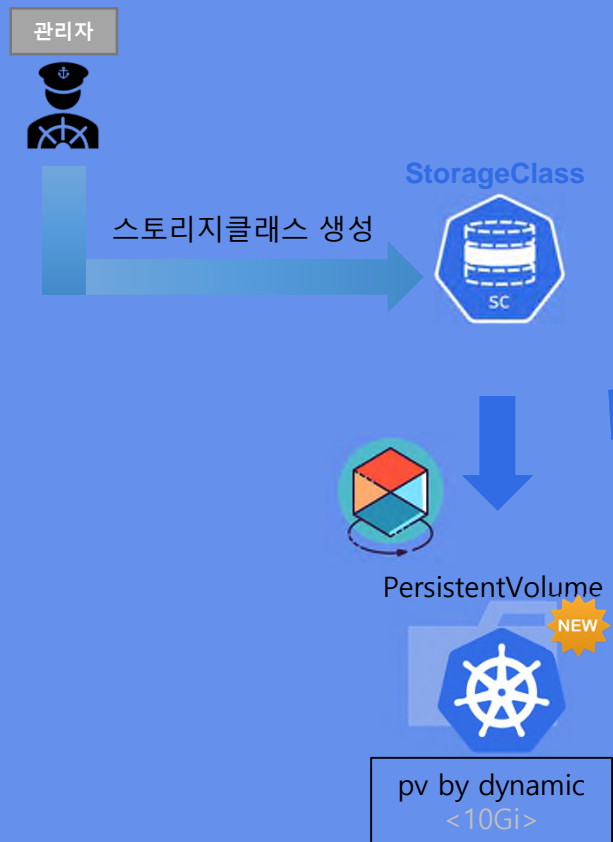 관리자
StorageClass
스토리지클래스 생성
SC
PersistentVolume
NEW
pv by dynamic
<10Gi>